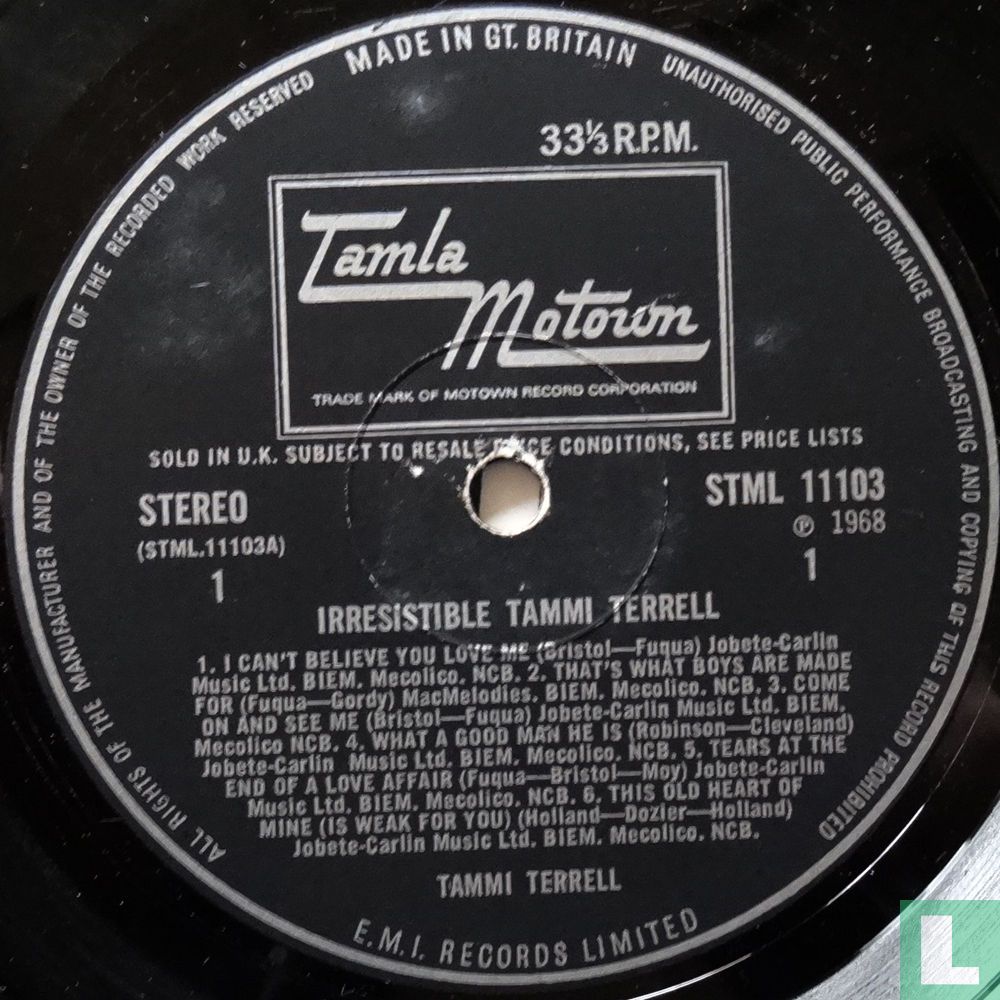 MADE IN GT. BRITAIN
UNAUTHORISED PUBLIC PERFORMANCE BROADCASTING AND COPYING OF THIS RECORD PROHIBITED
ALL RIGHTS OF THE MANUFACTURER AND OF THE OWNER OF THE RECORDED WORK RESERVED
33⅓ R.P.M.
Tamla
Motown
TRADE MARK OF MOTOWN RECORD CORPORATION
SOLD IN U.K. SUBJECT TO RESALE PRICE CONDITIONS, SEE PRICE LISTS
STEREO
(STML.11103A)
1
STML 11103
℗ 1968
1
IRRESISTIBLE TAMMI TERRELL
1. I CAN'T BELIEVE YOU LOVE ME (Bristol—Fuqua) Jobete-Carlin
Music Ltd. BIEM. Mecolico. NCB. 2. THAT'S WHAT BOYS ARE MADE
FOR (Fuqua—Gordy) MacMelodies, BIEM. Mecolico. NCB. 3. COME
ON AND SEE ME (Bristol—Fuqua) Jobete-Carlin Music Ltd. BIEM.
Mecolico NCB. 4. WHAT A GOOD MAN HE IS (Robinson—Cleveland)
Jobete-Carlin Music Ltd. BIEM. Mecolico. NCB. 5. TEARS AT THE
END OF A LOVE AFFAIR (Fuqua—Bristol—Moy) Jobete-Carlin
Music Ltd. BIEM. Mecolico. NCB. 6. THIS OLD HEART OF
MINE (IS WEAK FOR YOU) (Holland—Dozier—Holland)
Jobete-Carlin Music Ltd. BIEM. Mecolico. NCB.
TAMMI TERRELL
E.M.I. RECORDS LIMITED
L